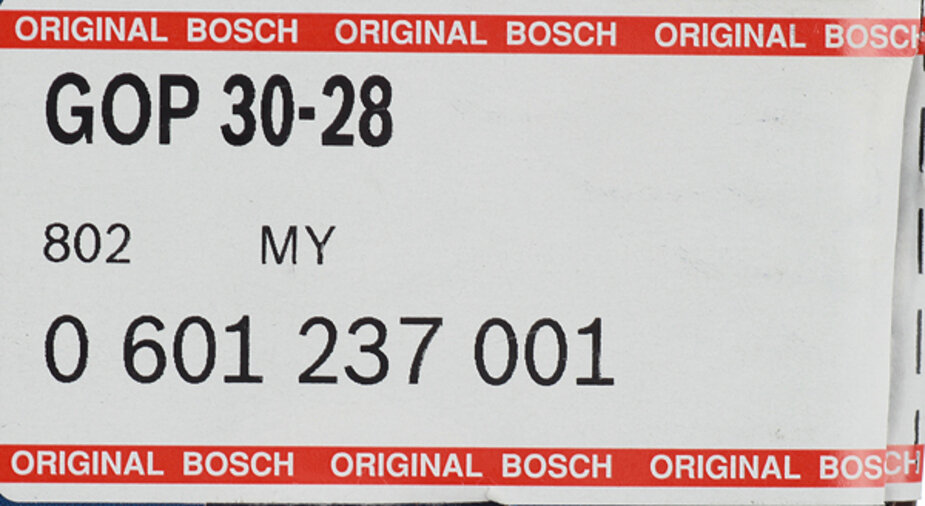 ORIGINAL BOSCH ORIGINAL BOSCH ORIGINAL BOSCH
GOP 30-28
802 MY
0 601 237 001
ORIGINAL BOSCH ORIGINAL BOSCH ORIGINAL BOSCH